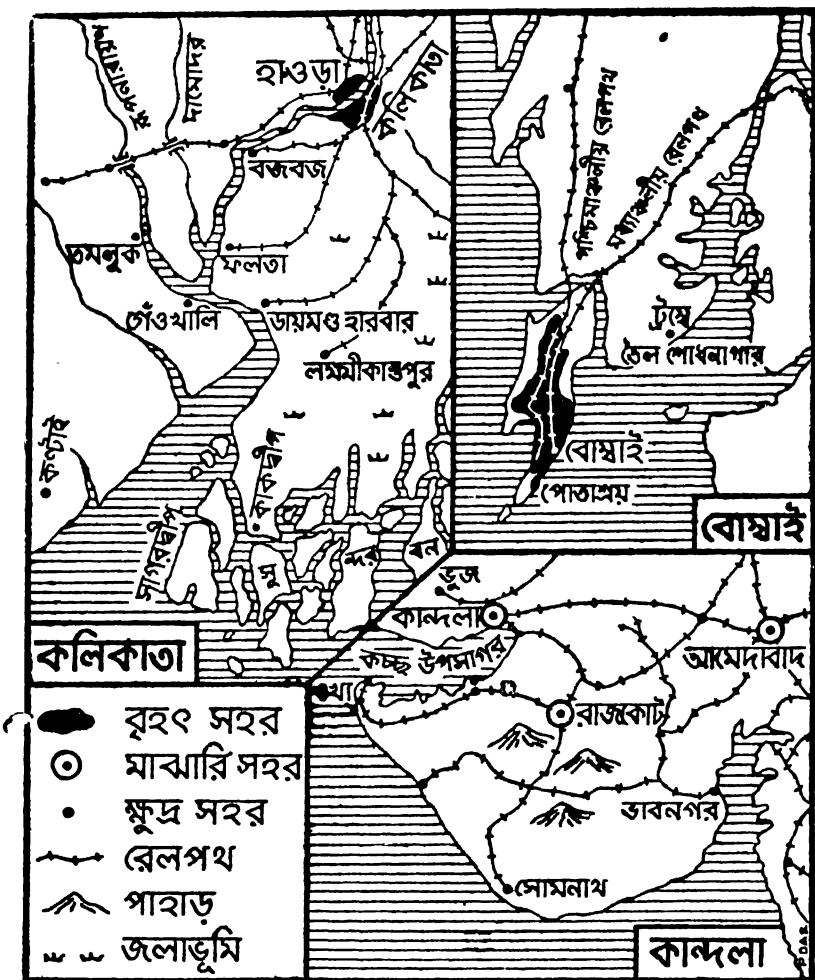 রূপনারায়ণ
দামোদর
হাওড়া
কলিকাতা
বজবজ
তমলুক
ফলতা
গেঁওখালি
ডায়মণ্ড হারবার
লক্ষ্মীকান্তপুর
কণ্টাই
কাকদ্বীপ
সাগরদ্বীপ
সু ন্দর বন
কলিকাতা
পশ্চিমাঞ্চলীয় রেলপথ
মধ্যাঞ্চলীয় রেলপথ
ট্রম্বে
তৈল শোধনাগার
বোম্বাই
পোতাশ্রয়
বোম্বাই
ভুজ
কান্দলা
আমেদাবাদ
কচ্ছ উপসাগর
রাজকোট
ভাবনগর
সোমনাথ
কান্দলা
বৃহৎ সহর
মাঝারি সহর
ক্ষুদ্র সহর
রেলপথ
পাহাড়
জলাভূমি